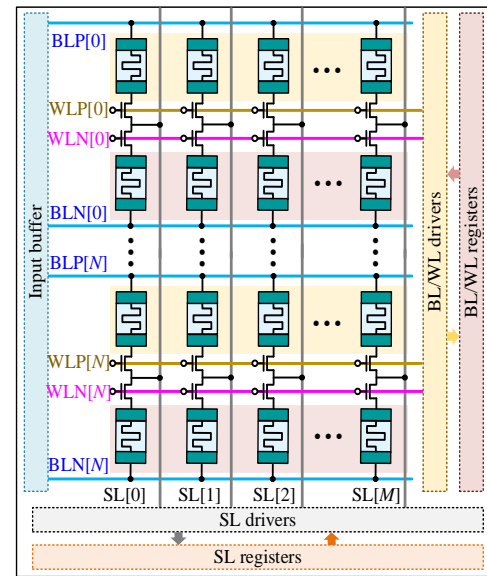 BLP[0]
WLP[0]
WLN[0]
BLN[0]
BLP[N]
WLP[N]
WLN[N]
BLN[N]
Input buffer
BL/WL drivers
BL/WL registers
SL[0] SL[1] SL[2] SL[M]
SL drivers
SL registers